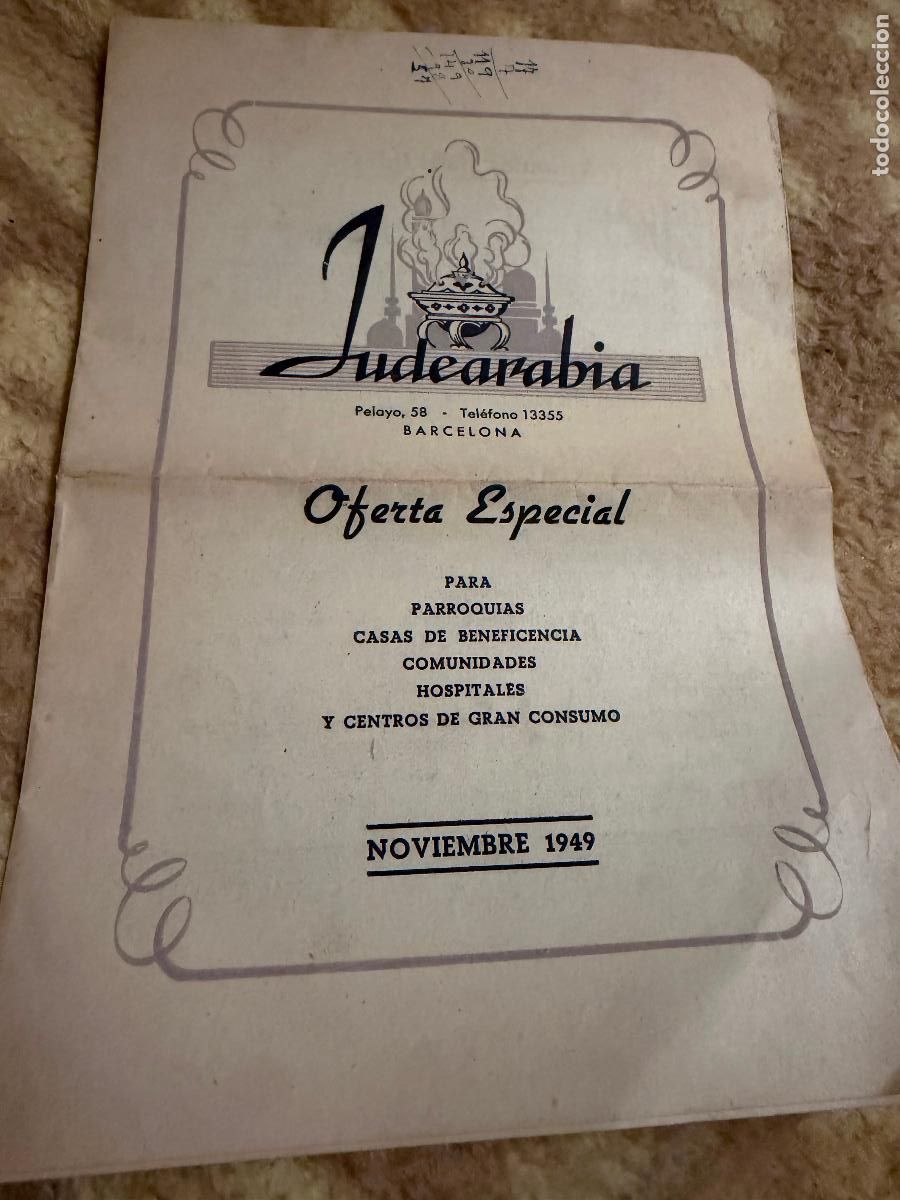 Judearabia
Pelayo, 58 - Teléfono 13355
BARCELONA
Oferta Especial
PARA
PARROQUIAS
CASAS DE BENEFICENCIA
COMUNIDADES
HOSPITALES
Y CENTROS DE GRAN CONSUMO
NOVIEMBRE 1949
todocoleccion